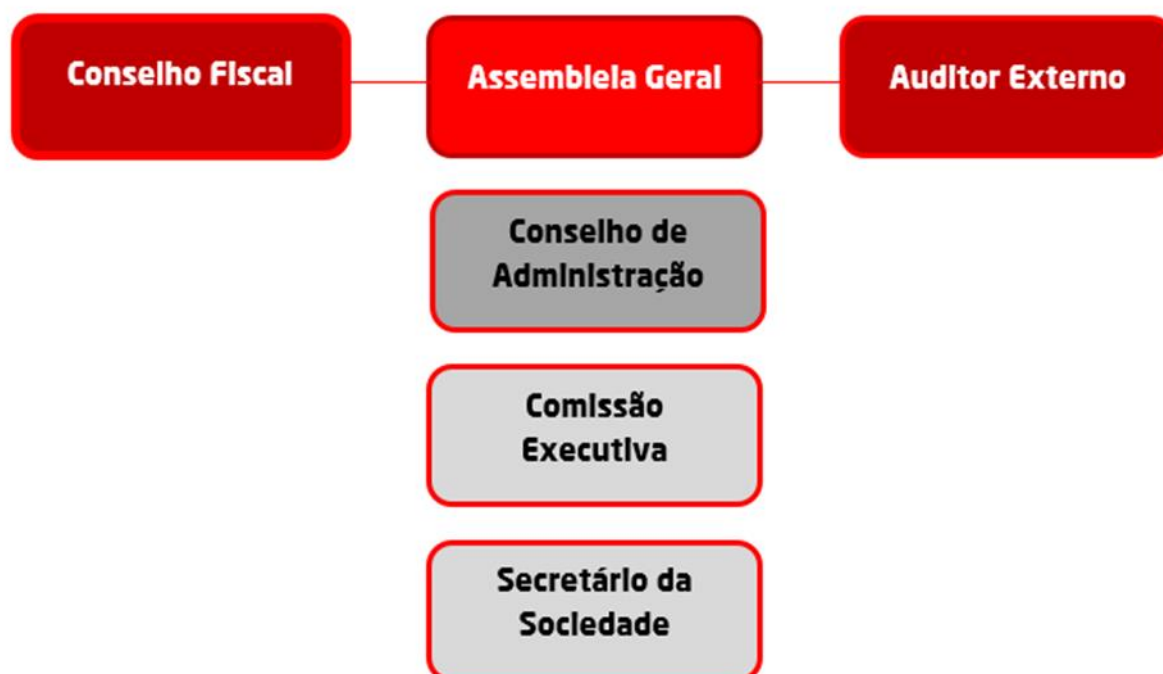 Conselho Fiscal
Assembleia Geral
Auditor Externo
Conselho de
Administração
Comissão
Executiva
Secretário da
Sociedade